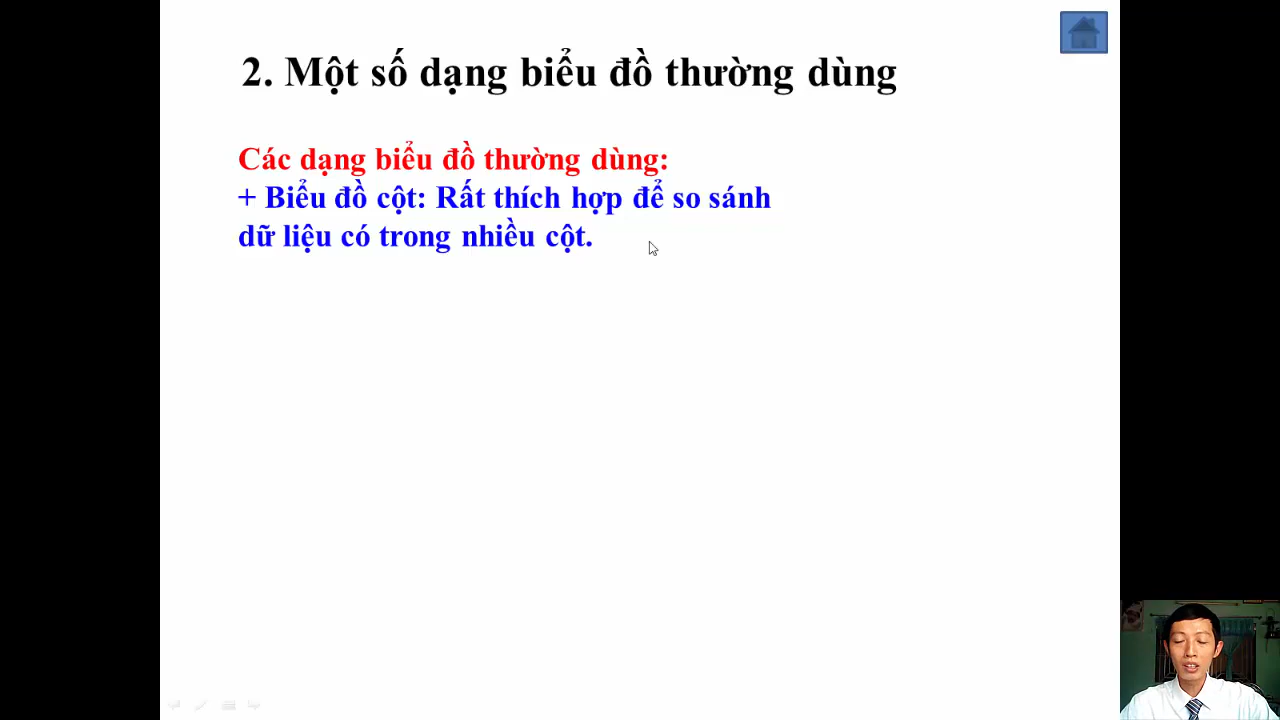 2. Một số dạng biểu đồ thường dùng
Các dạng biểu đồ thường dùng:
+ Biểu đồ cột: Rất thích hợp để so sánh
dữ liệu có trong nhiều cột.